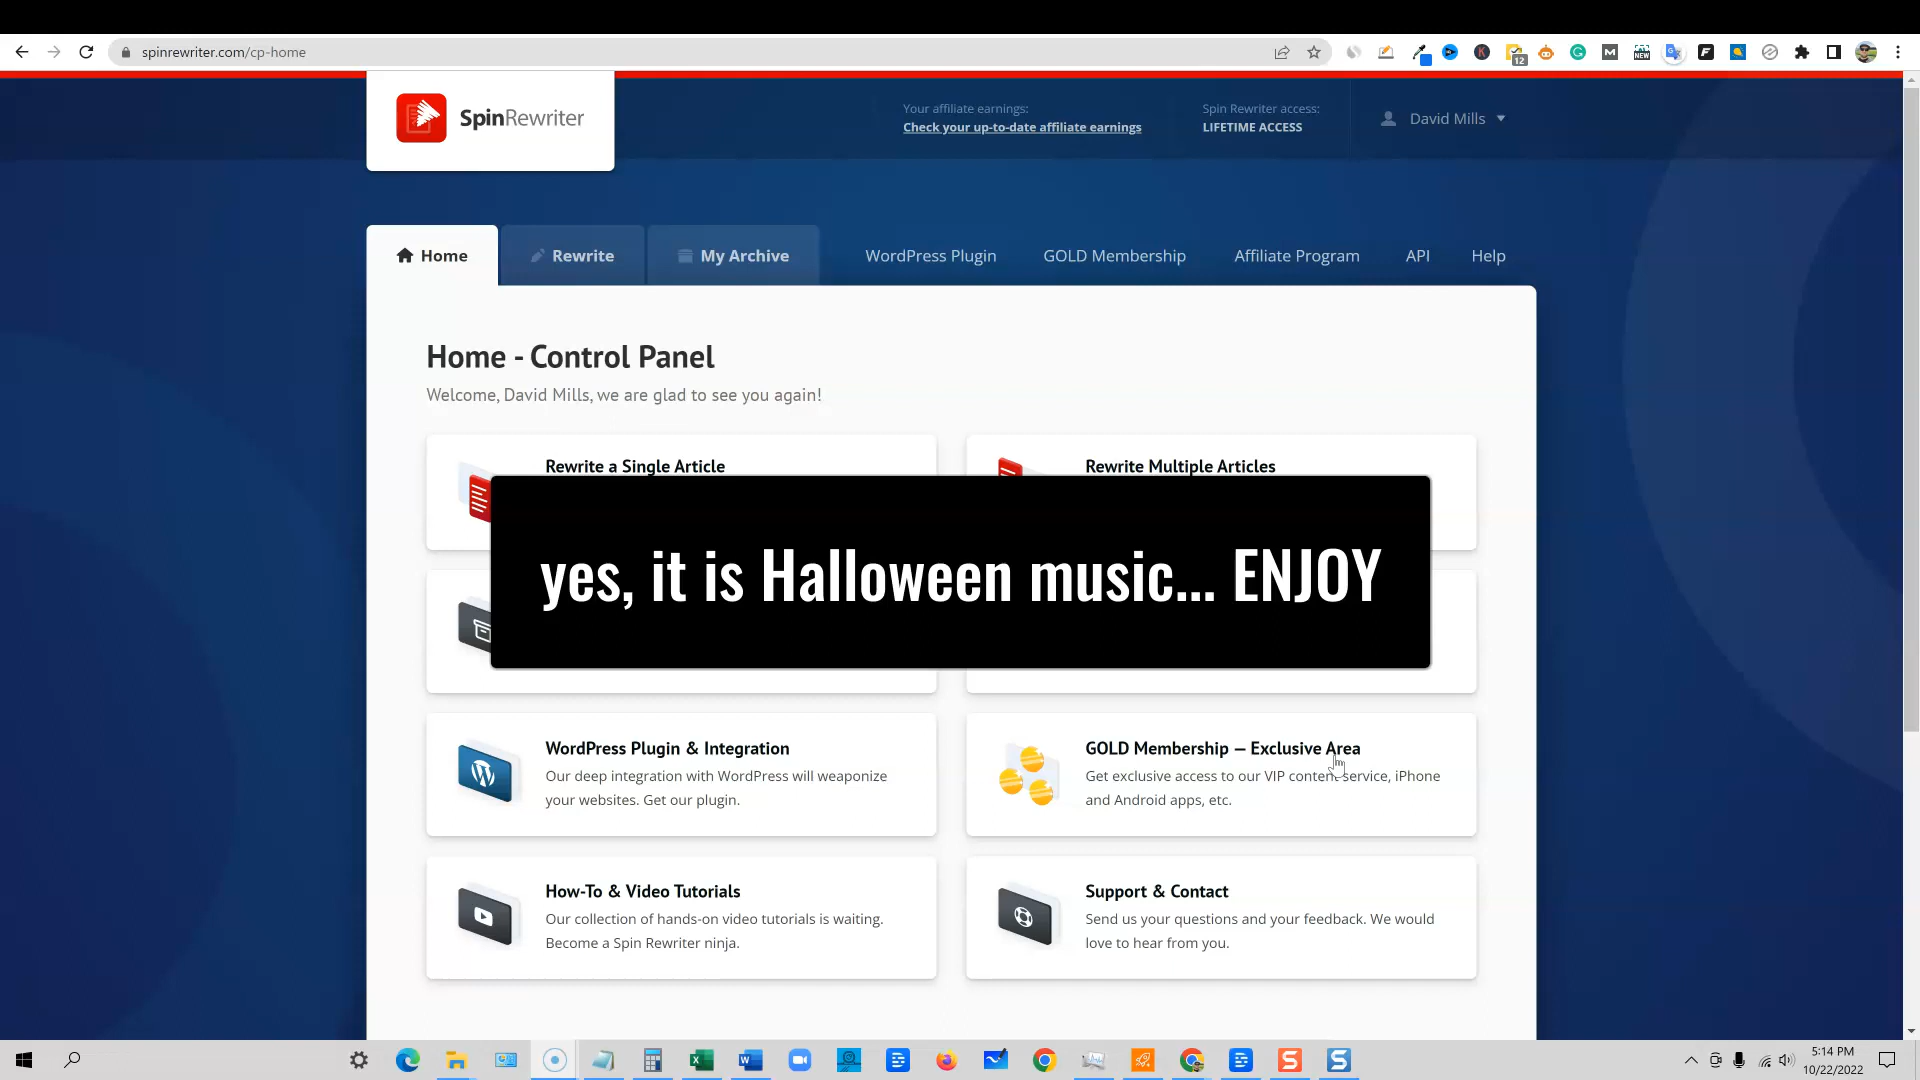 spinrewriter.com/cp-home
12
NEW
SpinRewriter
Your affiliate earnings:
Check your up-to-date affiliate earnings
Spin Rewriter access:
LIFETIME ACCESS
David Mills
Home
Rewrite
My Archive
WordPress Plugin
GOLD Membership
Affiliate Program
API
Help
Home - Control Panel
Welcome, David Mills, we are glad to see you again!
Rewrite a Single Article
Rewrite Multiple Articles
yes, it is Halloween music... ENJOY
WordPress Plugin & Integration
Our deep integration with WordPress will weaponize
your websites. Get our plugin.
GOLD Membership — Exclusive Area
Get exclusive access to our VIP content service, iPhone
and Android apps, etc.
How-To & Video Tutorials
Our collection of hands-on video tutorials is waiting.
Become a Spin Rewriter ninja.
Support & Contact
Send us your questions and your feedback. We would
love to hear from you.
5:14 PM
10/22/2022